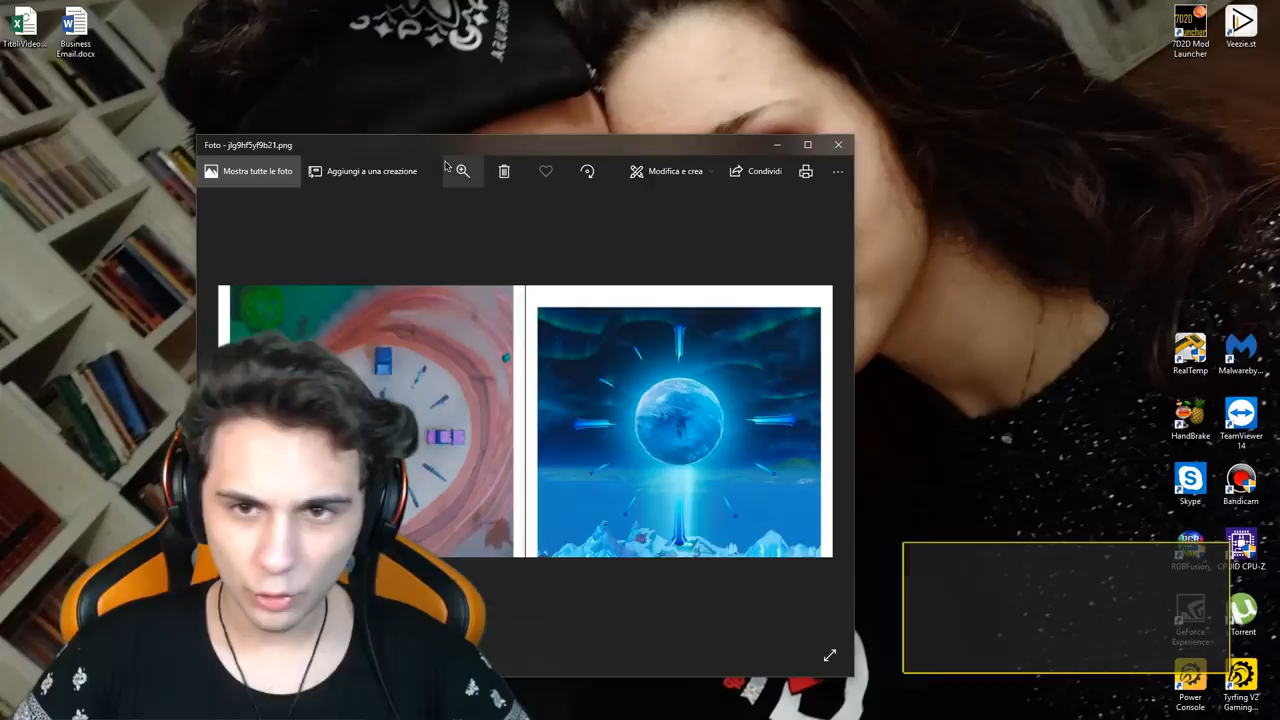 TitoliVideo...
Business
Email.docx
7D2D
7D2D Mod
Launcher
Veezie.st
Foto - jlg9hf5yf9b21.png
Mostra tutte le foto
Aggiungi a una creazione
Modifica e crea
Condividi
RealTemp
Malwareby...
HandBrake
TeamViewer
14
Skype
Bandicam
RGBFusion
CPUID CPU-Z
GeForce
Experience
Torrent
Power
Console
Tyrfing V2
Gaming...